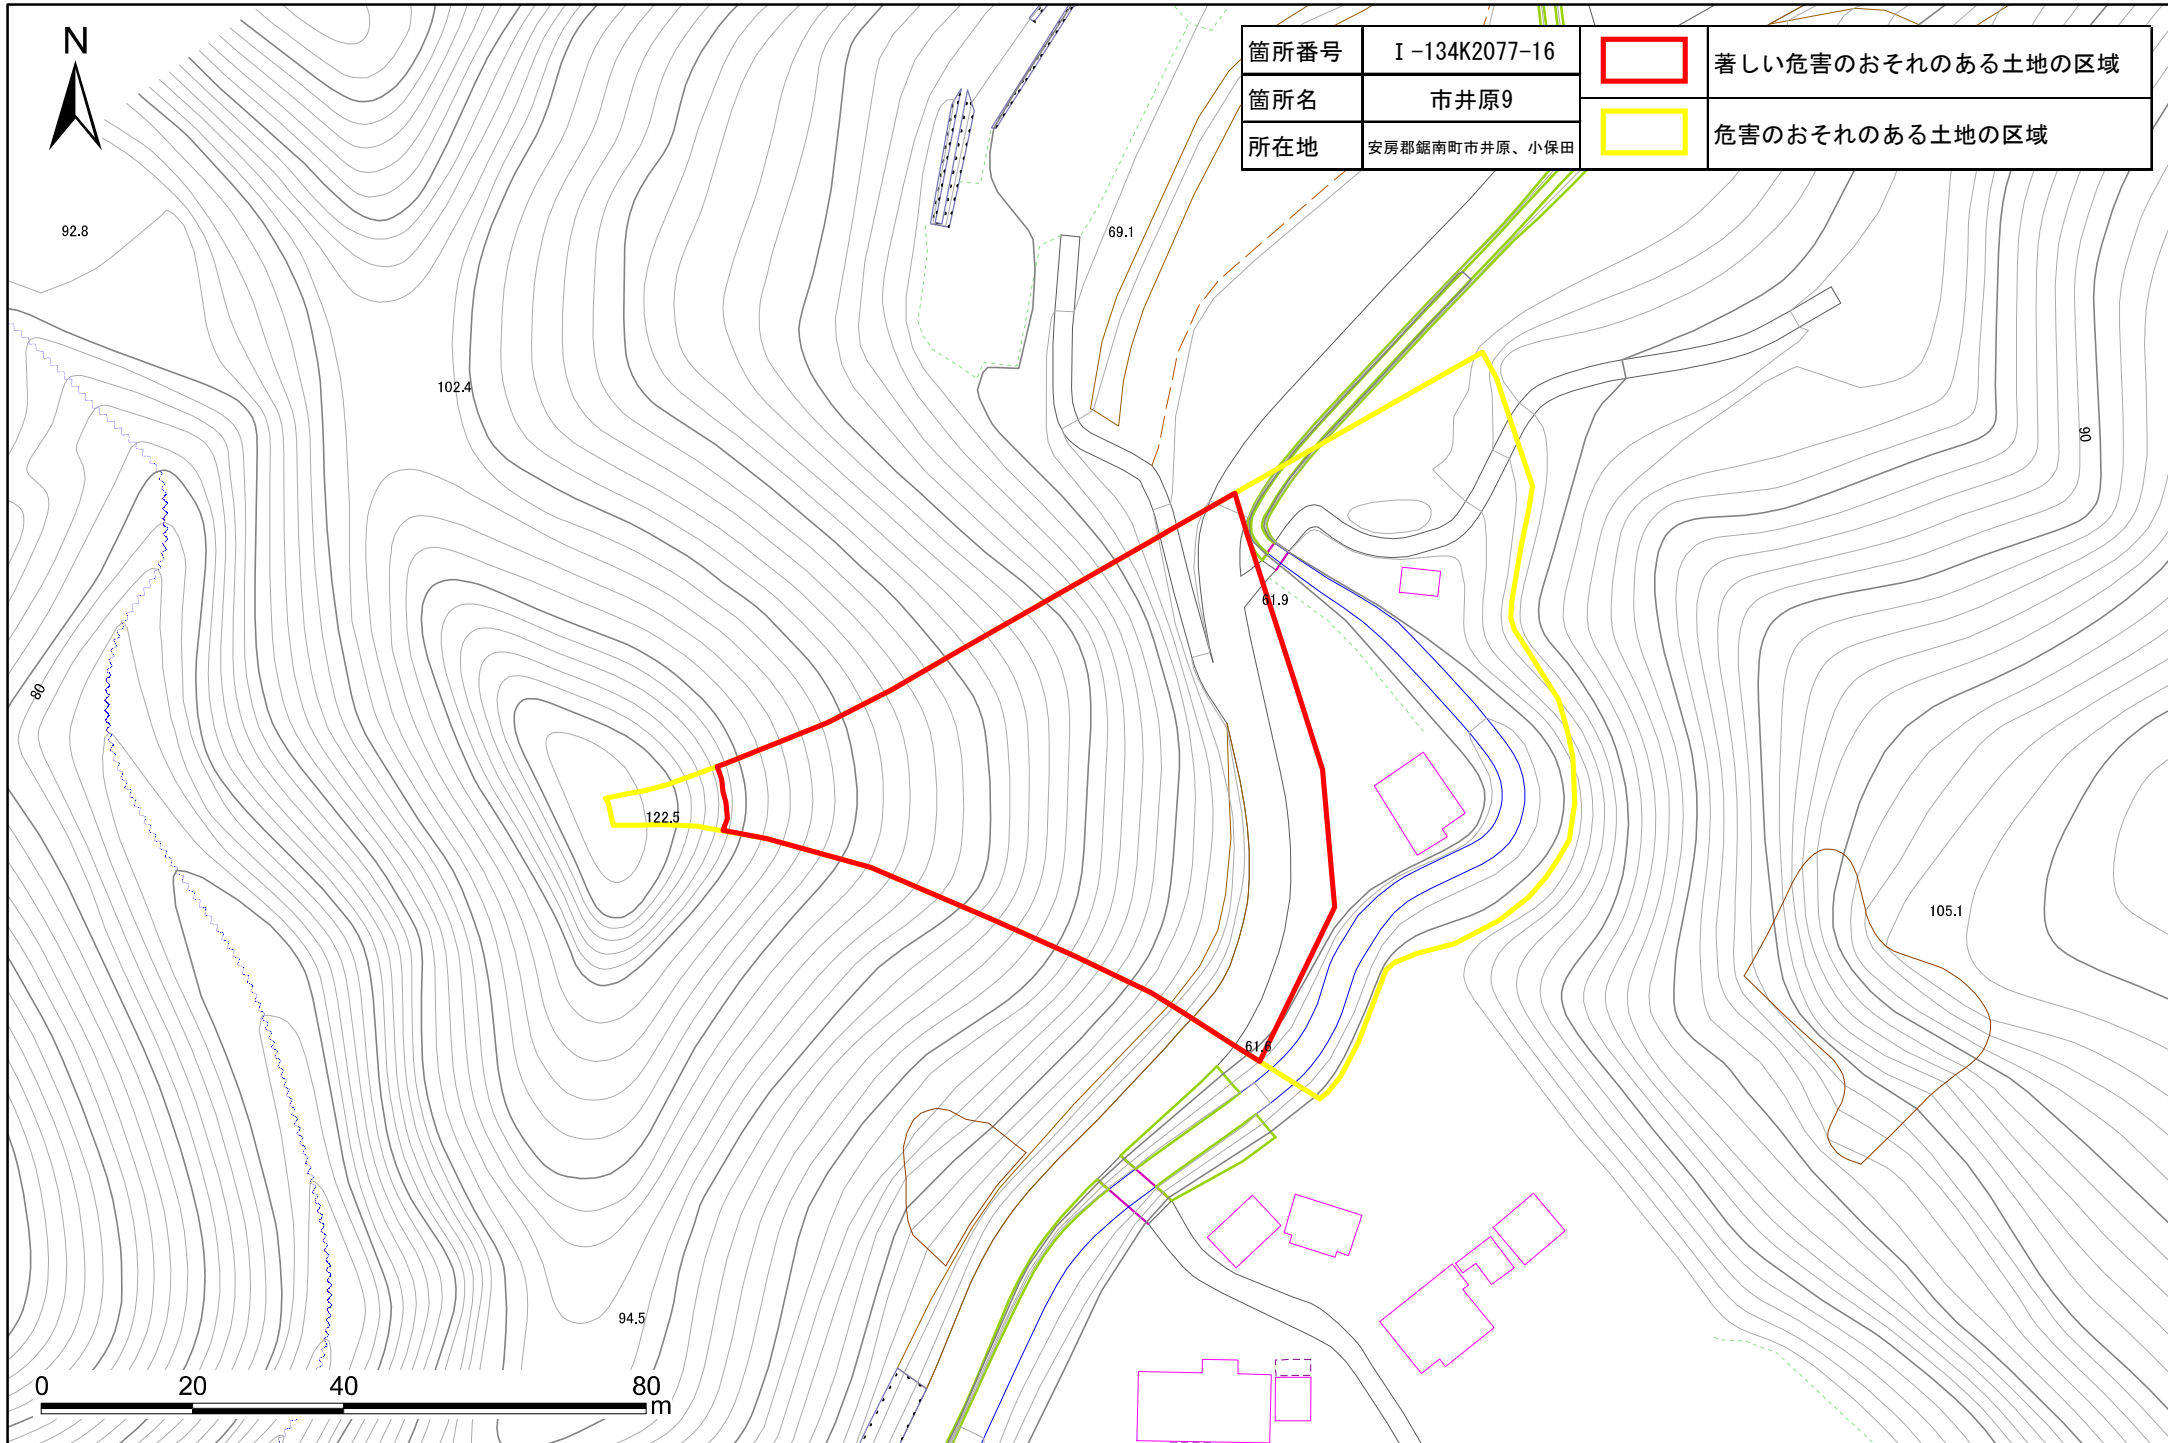 N
箇所番号 Ⅰ-134K2077-16
箇所名 市井原9
所在地 安房郡鋸南町市井原、小保田
著しい危害のおそれのある土地の区域
危害のおそれのある土地の区域
92.8
69.1
102.4
90
61.9
80
122.5
105.1
61.6
94.5
0 20 40 80
m